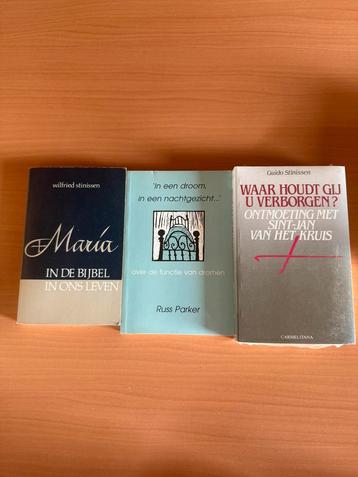 wilfried stinissen
Maria
IN DE BIJBEL
IN ONS LEVEN
'In een droom,
in een nachtgezicht...'
over de functie van dromen
Russ Parker
Guido Stinissen
WAAR HOUDT GIJ
U VERBORGEN?
ONTMOETING MET
SINT-JAN
VAN HET KRUIS
CARMELITANA